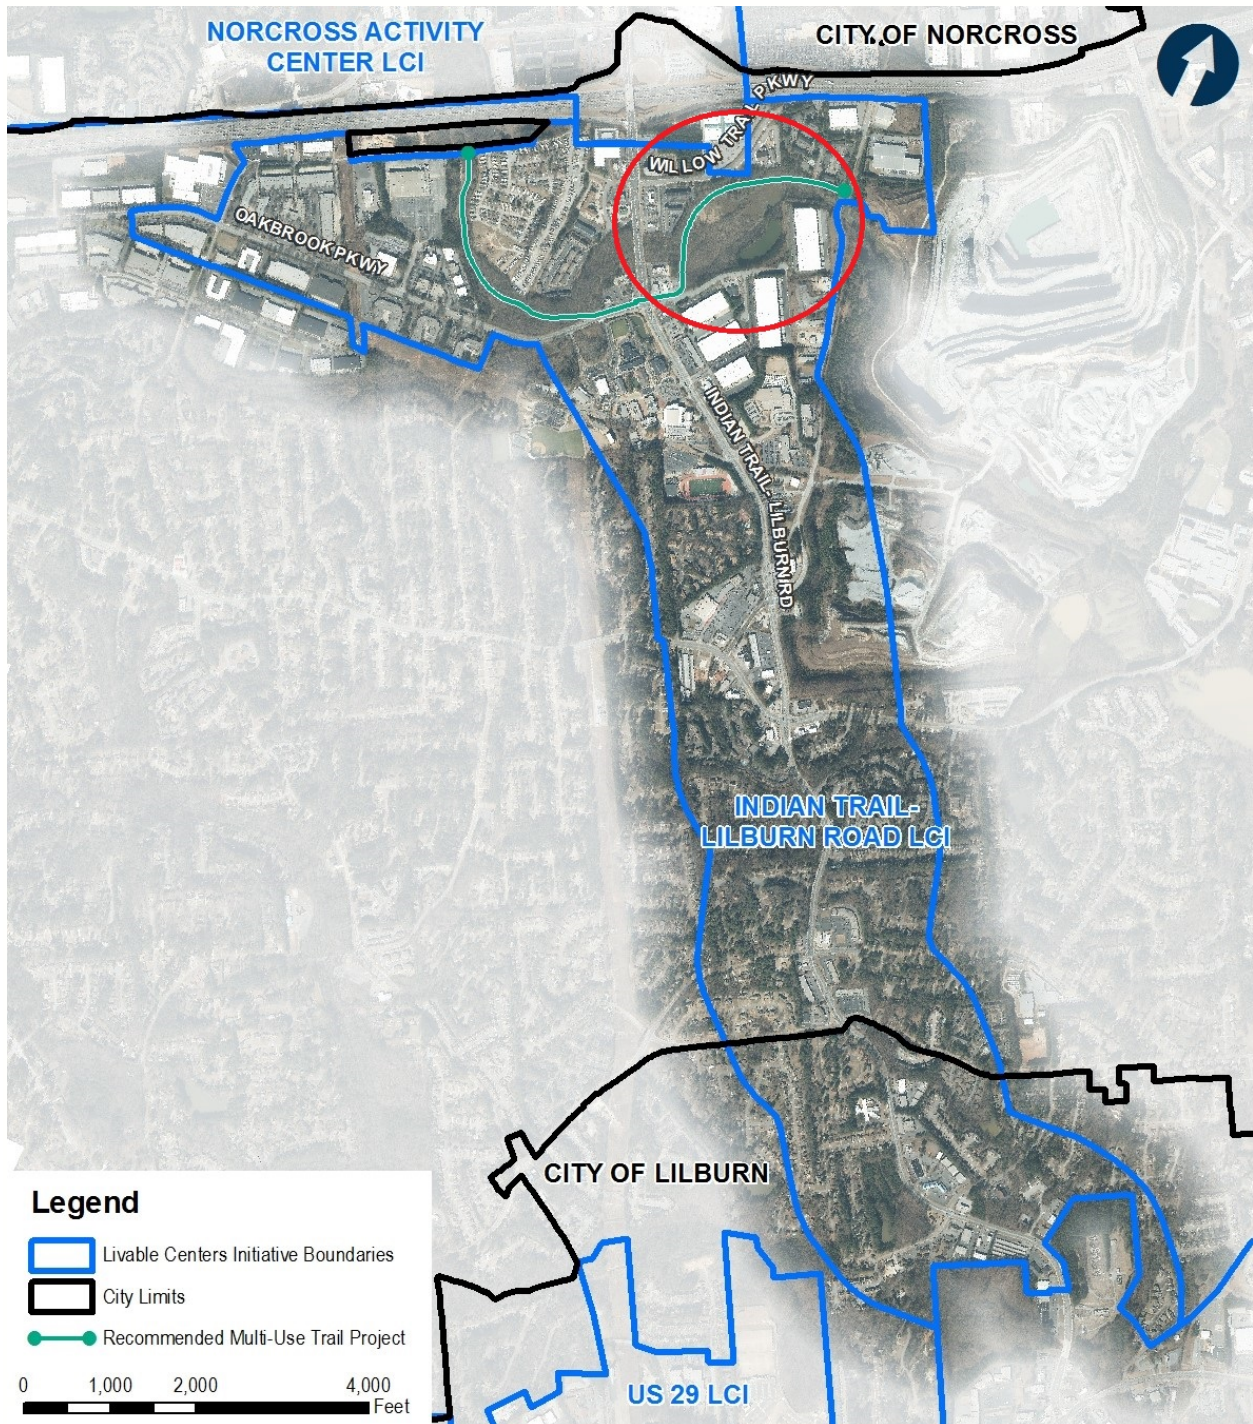 NORCROSS ACTIVITY
CENTER LCI
CITY OF NORCROSS
WILLOW TRAIL PKWY
OAKBROOK PKWY
INDIAN TRAIL- LILBURN RD
INDIAN TRAIL-
LILBURN ROAD LCI
CITY OF LILBURN
US 29 LCI
Legend
Livable Centers Initiative Boundaries
City Limits
Recommended Multi-Use Trail Project
0 1,000 2,000 4,000
Feet